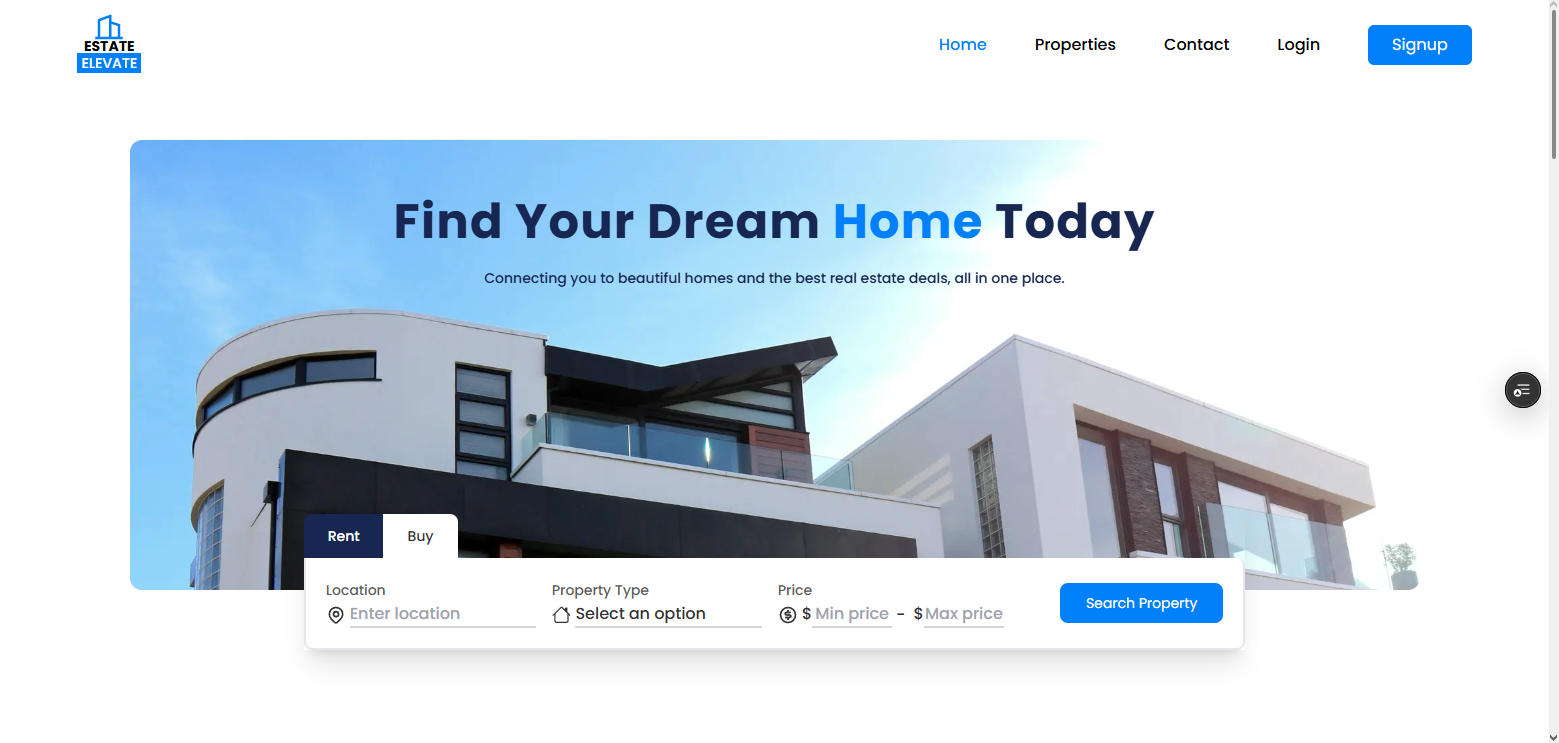 ESTATE
ELEVATE
Home Properties Contact Login Signup
Find Your Dream Home Today
Connecting you to beautiful homes and the best real estate deals, all in one place.
Rent Buy
Location Property Type Price
Enter location Select an option $ Min price - $ Max price
Search Property